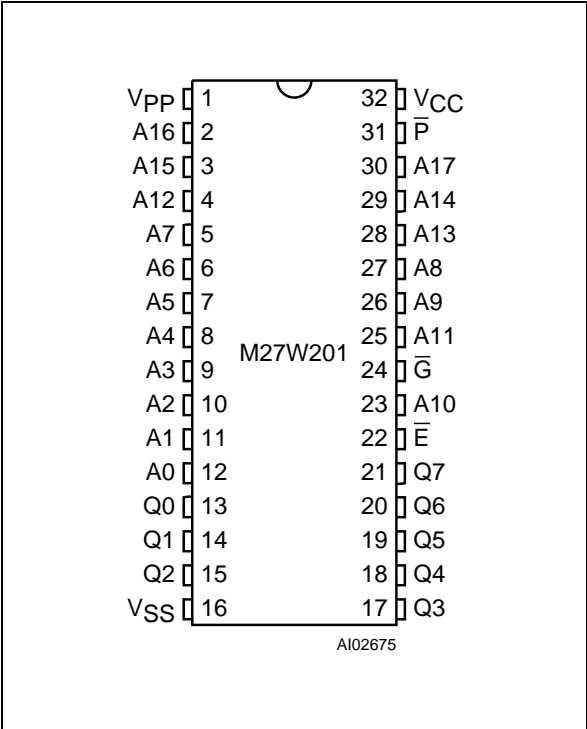 VPP 1 32 VCC
A16 2 31 P̅
A15 3 30 A17
A12 4 29 A14
A7 5 28 A13
A6 6 27 A8
A5 7 26 A9
A4 8 25 A11
M27W201
A3 9 24 G̅
A2 10 23 A10
A1 11 22 E̅
A0 12 21 Q7
Q0 13 20 Q6
Q1 14 19 Q5
Q2 15 18 Q4
VSS 16 17 Q3
AI02675